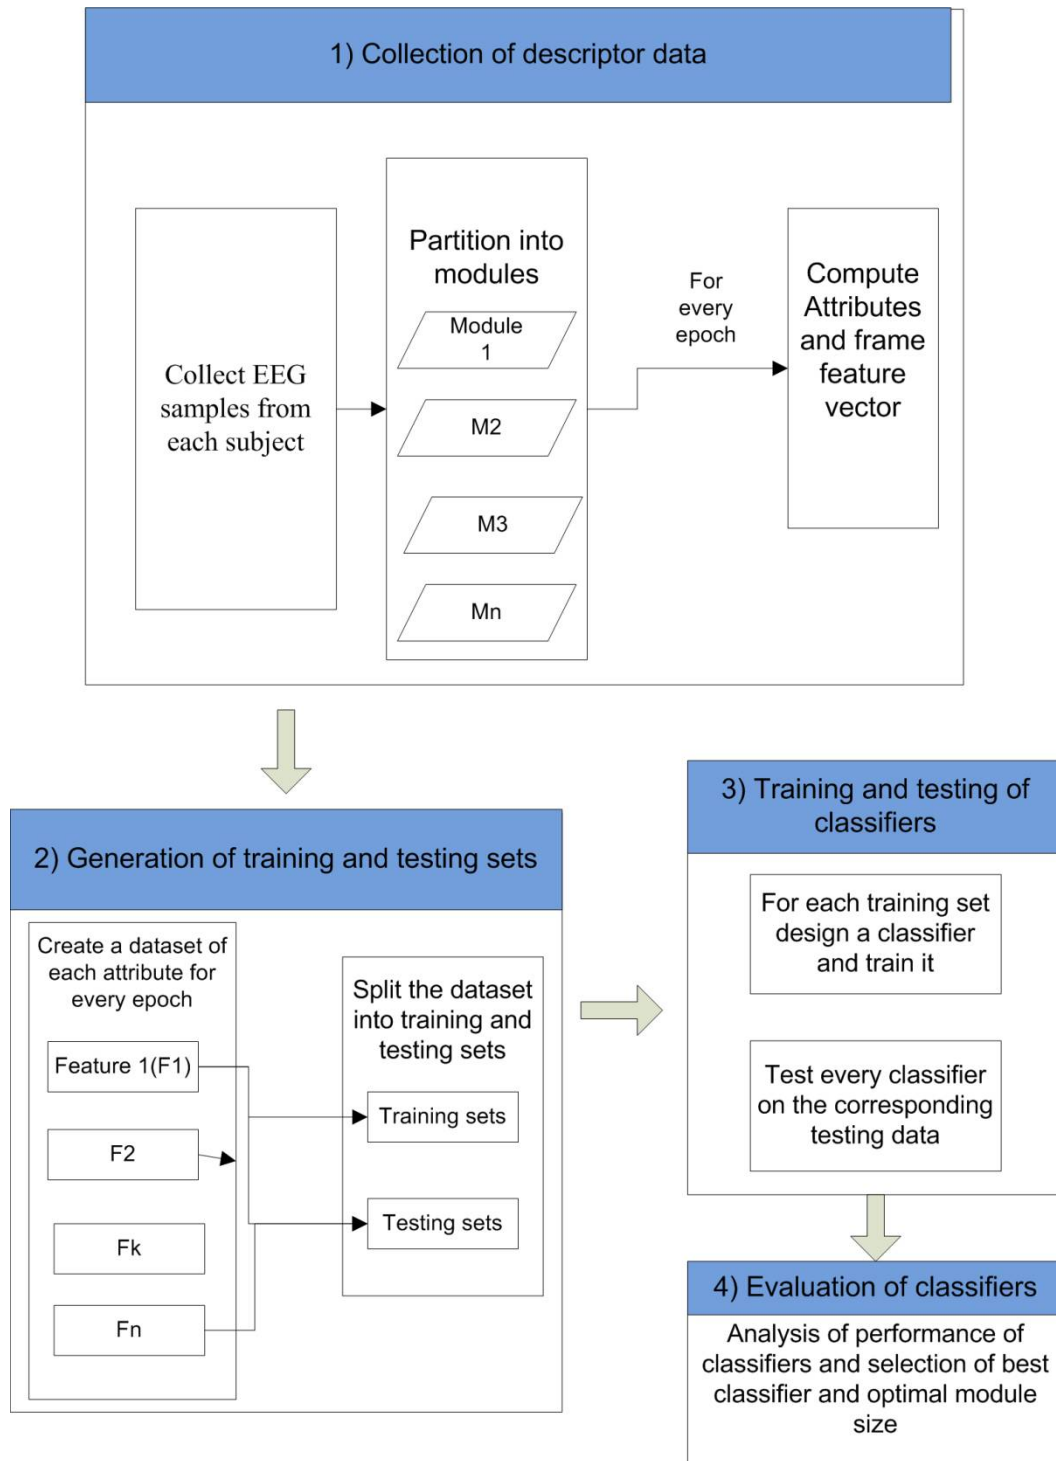 1) Collection of descriptor data
Collect EEG
samples from
each subject
Partition into
modules
Module
1
M2
M3
Mn
For
every
epoch
Compute
Attributes
and frame
feature
vector
2) Generation of training and testing sets
Create a dataset of
each attribute for
every epoch
Feature 1(F1)
F2
Fk
Fn
Split the dataset
into training and
testing sets
Training sets
Testing sets
3) Training and testing of
classifiers
For each training set
design a classifier
and train it
Test every classifier
on the corresponding
testing data
4) Evaluation of classifiers
Analysis of performance of
classifiers and selection of best
classifier and optimal module
size